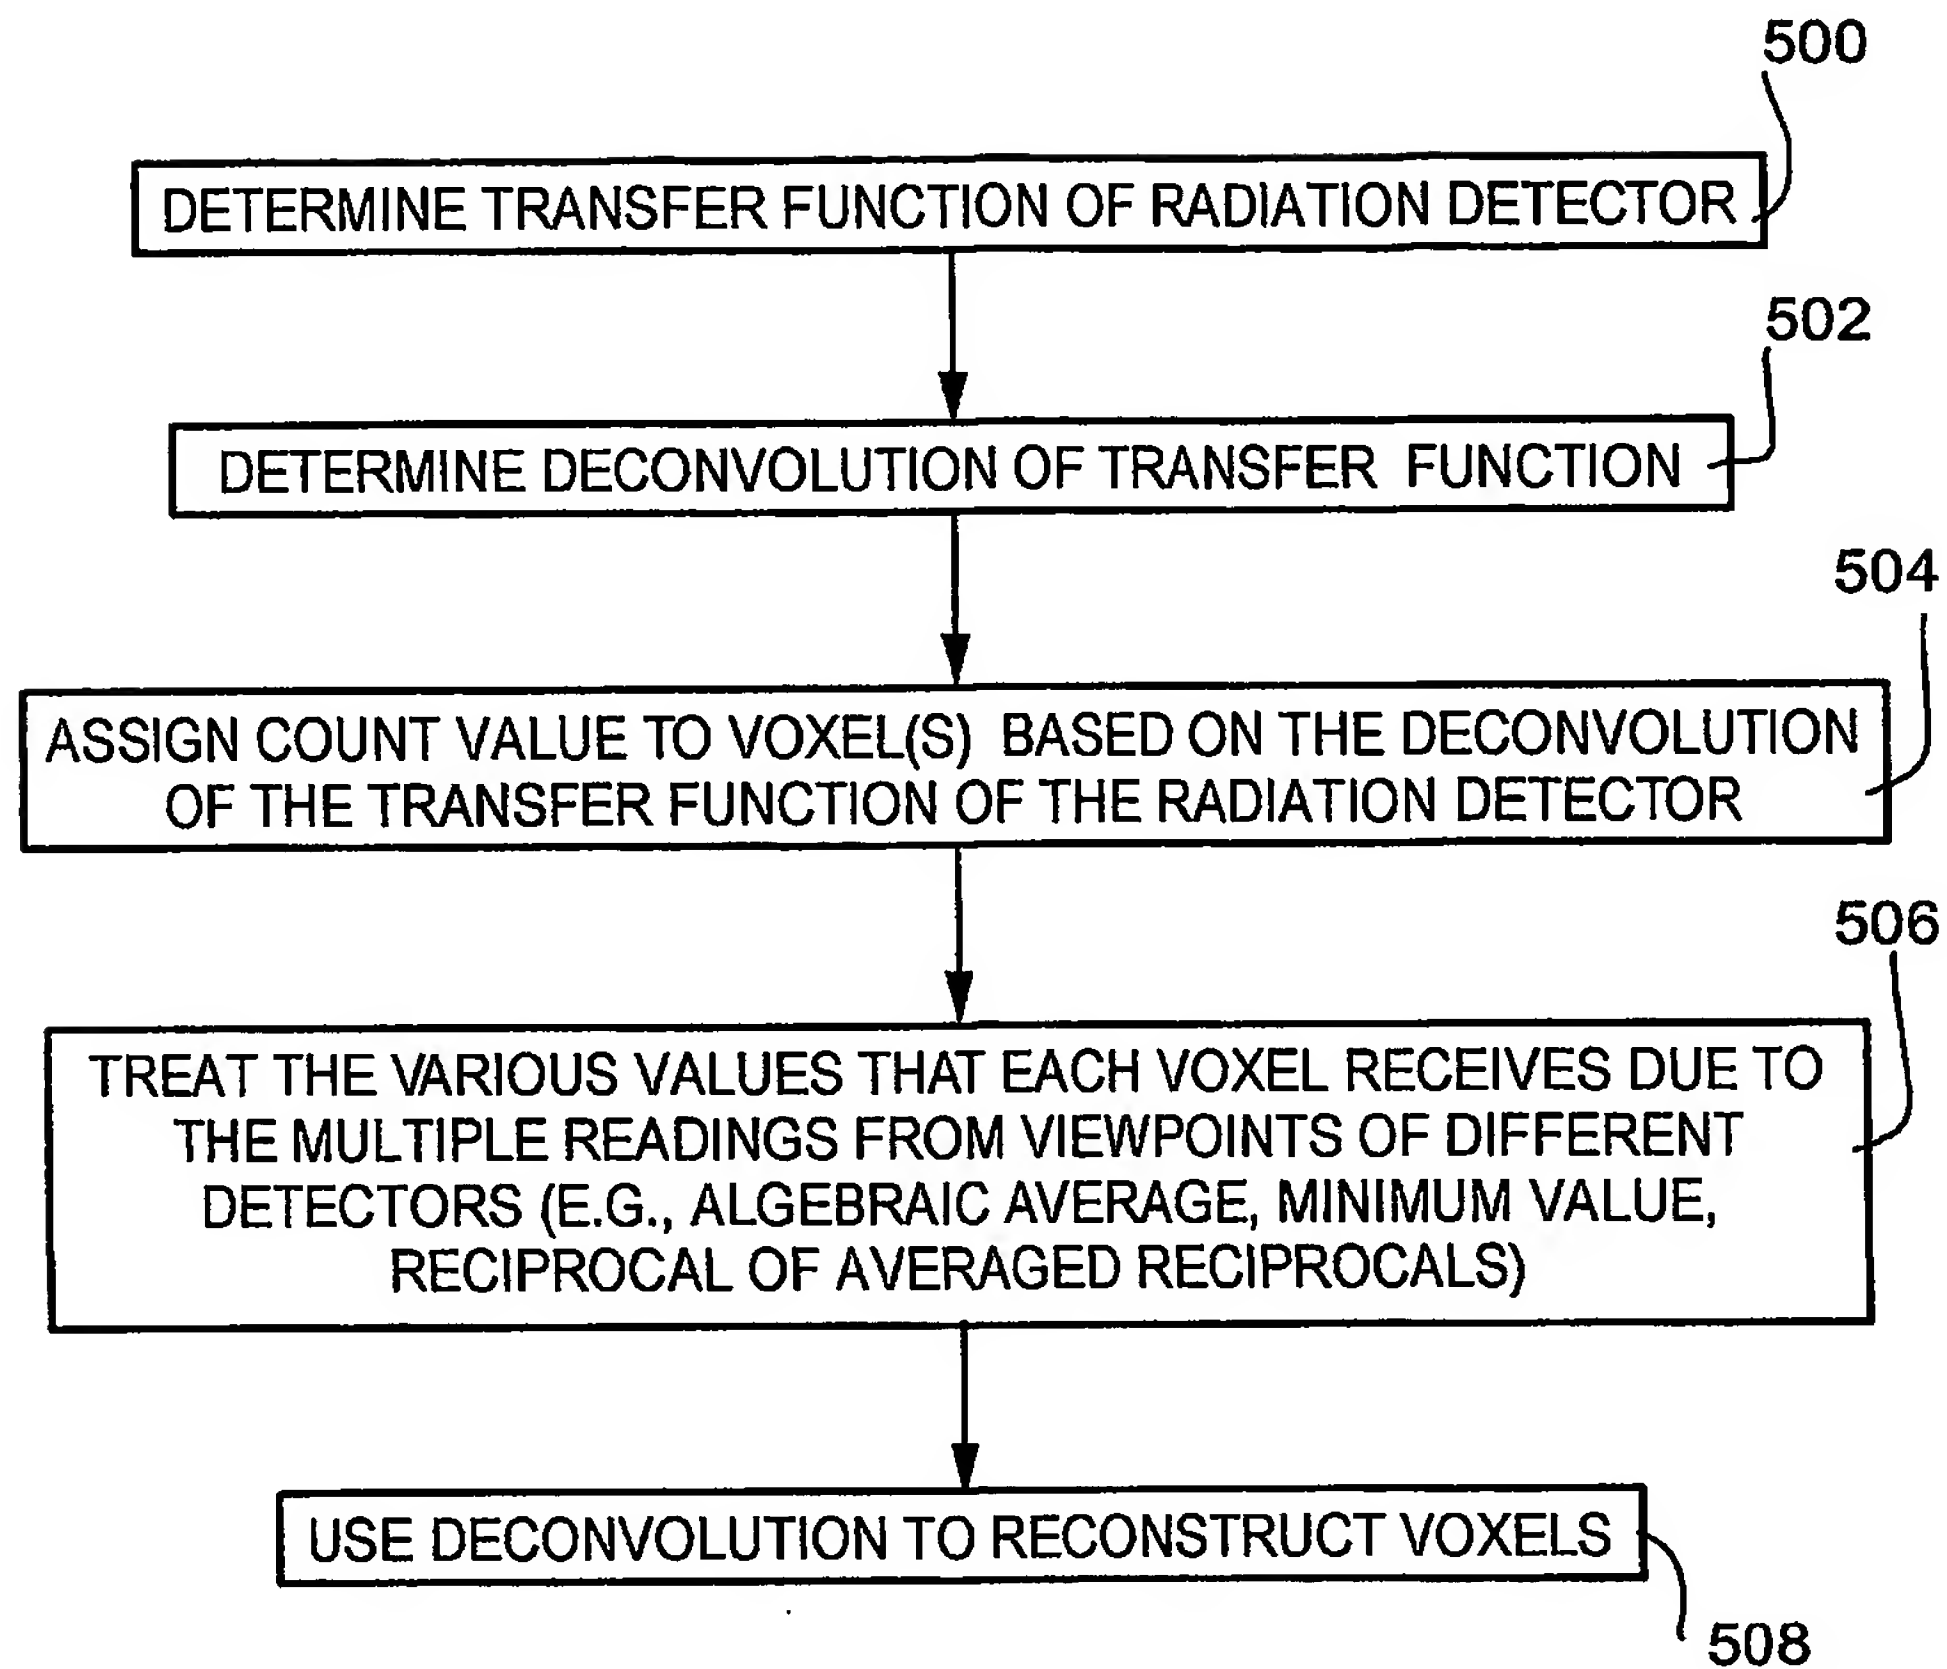 500
DETERMINE TRANSFER FUNCTION OF RADIATION DETECTOR
502
DETERMINE DECONVOLUTION OF TRANSFER FUNCTION
504
ASSIGN COUNT VALUE TO VOXEL(S) BASED ON THE DECONVOLUTION
OF THE TRANSFER FUNCTION OF THE RADIATION DETECTOR
506
TREAT THE VARIOUS VALUES THAT EACH VOXEL RECEIVES DUE TO
THE MULTIPLE READINGS FROM VIEWPOINTS OF DIFFERENT
DETECTORS (E.G., ALGEBRAIC AVERAGE, MINIMUM VALUE,
RECIPROCAL OF AVERAGED RECIPROCALS)
USE DECONVOLUTION TO RECONSTRUCT VOXELS
508